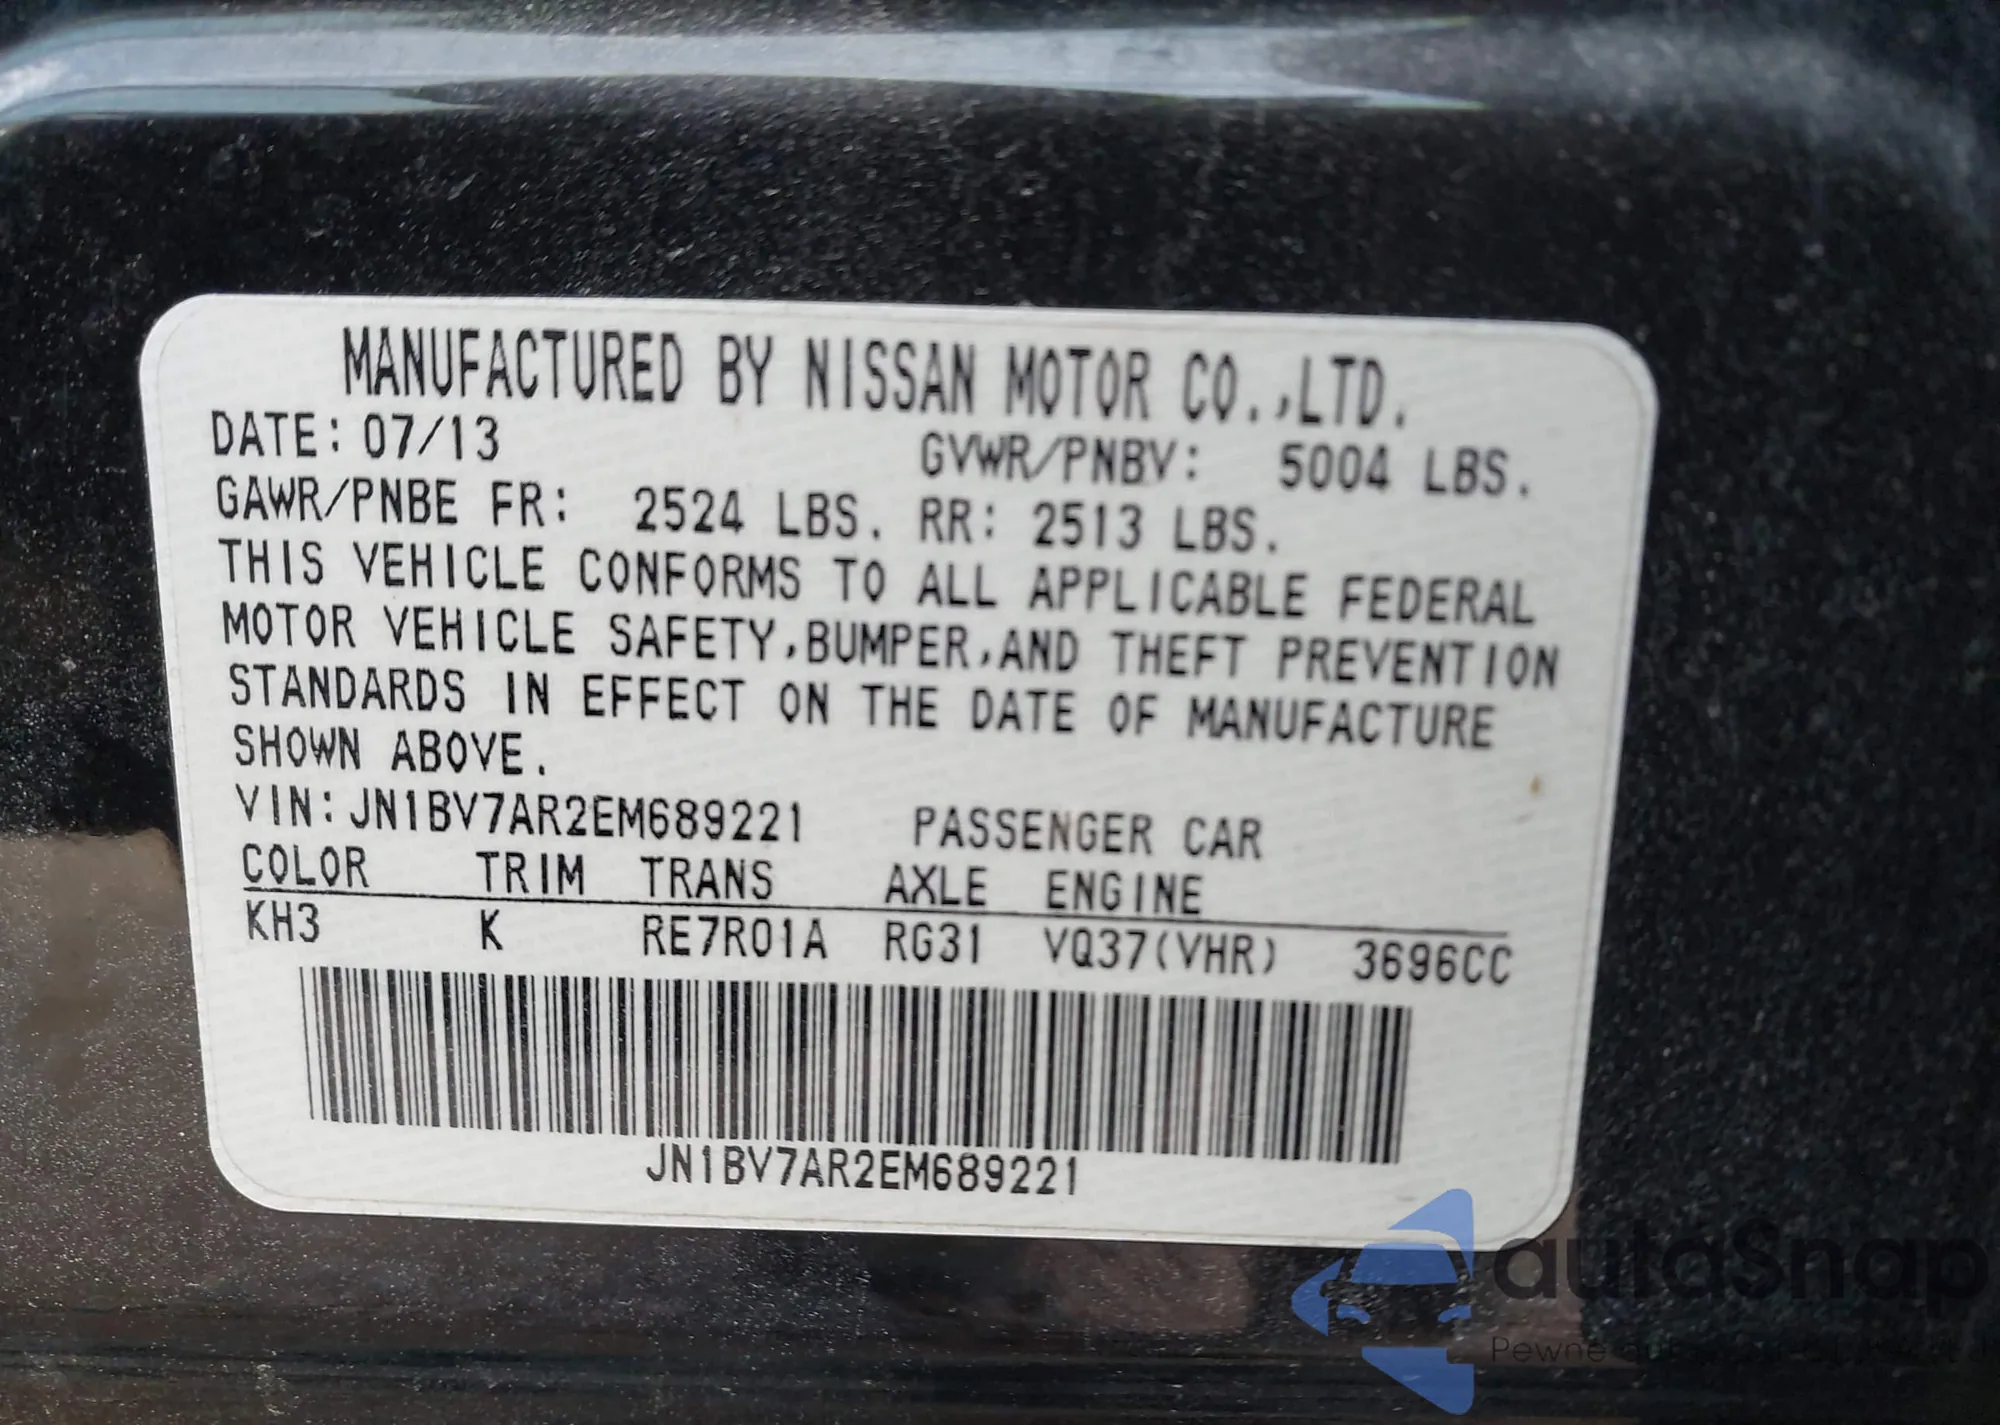 MANUFACTURED BY NISSAN MOTOR CO.,LTD.
DATE: 07/13 GVWR/PNBV: 5004 LBS.
GAWR/PNBE FR: 2524 LBS. RR: 2513 LBS.
THIS VEHICLE CONFORMS TO ALL APPLICABLE FEDERAL
MOTOR VEHICLE SAFETY,BUMPER,AND THEFT PREVENTION
STANDARDS IN EFFECT ON THE DATE OF MANUFACTURE
SHOWN ABOVE.
VIN:JN1BV7AR2EM689221 PASSENGER CAR
COLOR TRIM TRANS AXLE ENGINE
KH3 K RE7R01A RG31 VQ37(VHR) 3696CC
JN1BV7AR2EM689221
autaSnap
Pewne auta